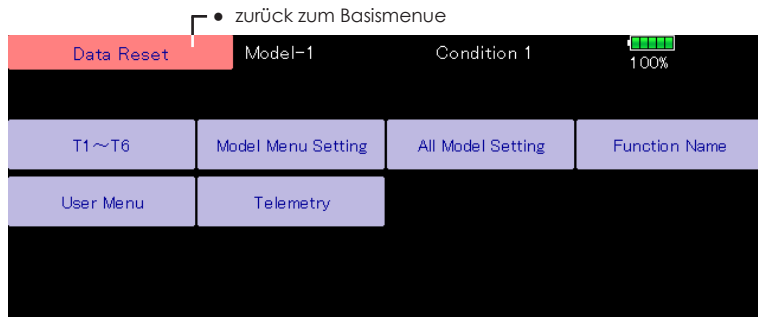 • zurück zum Basismenue
Data Reset Model-1 Condition 1 100%
T1～T6 Model Menu Setting All Model Setting Function Name
User Menu Telemetry